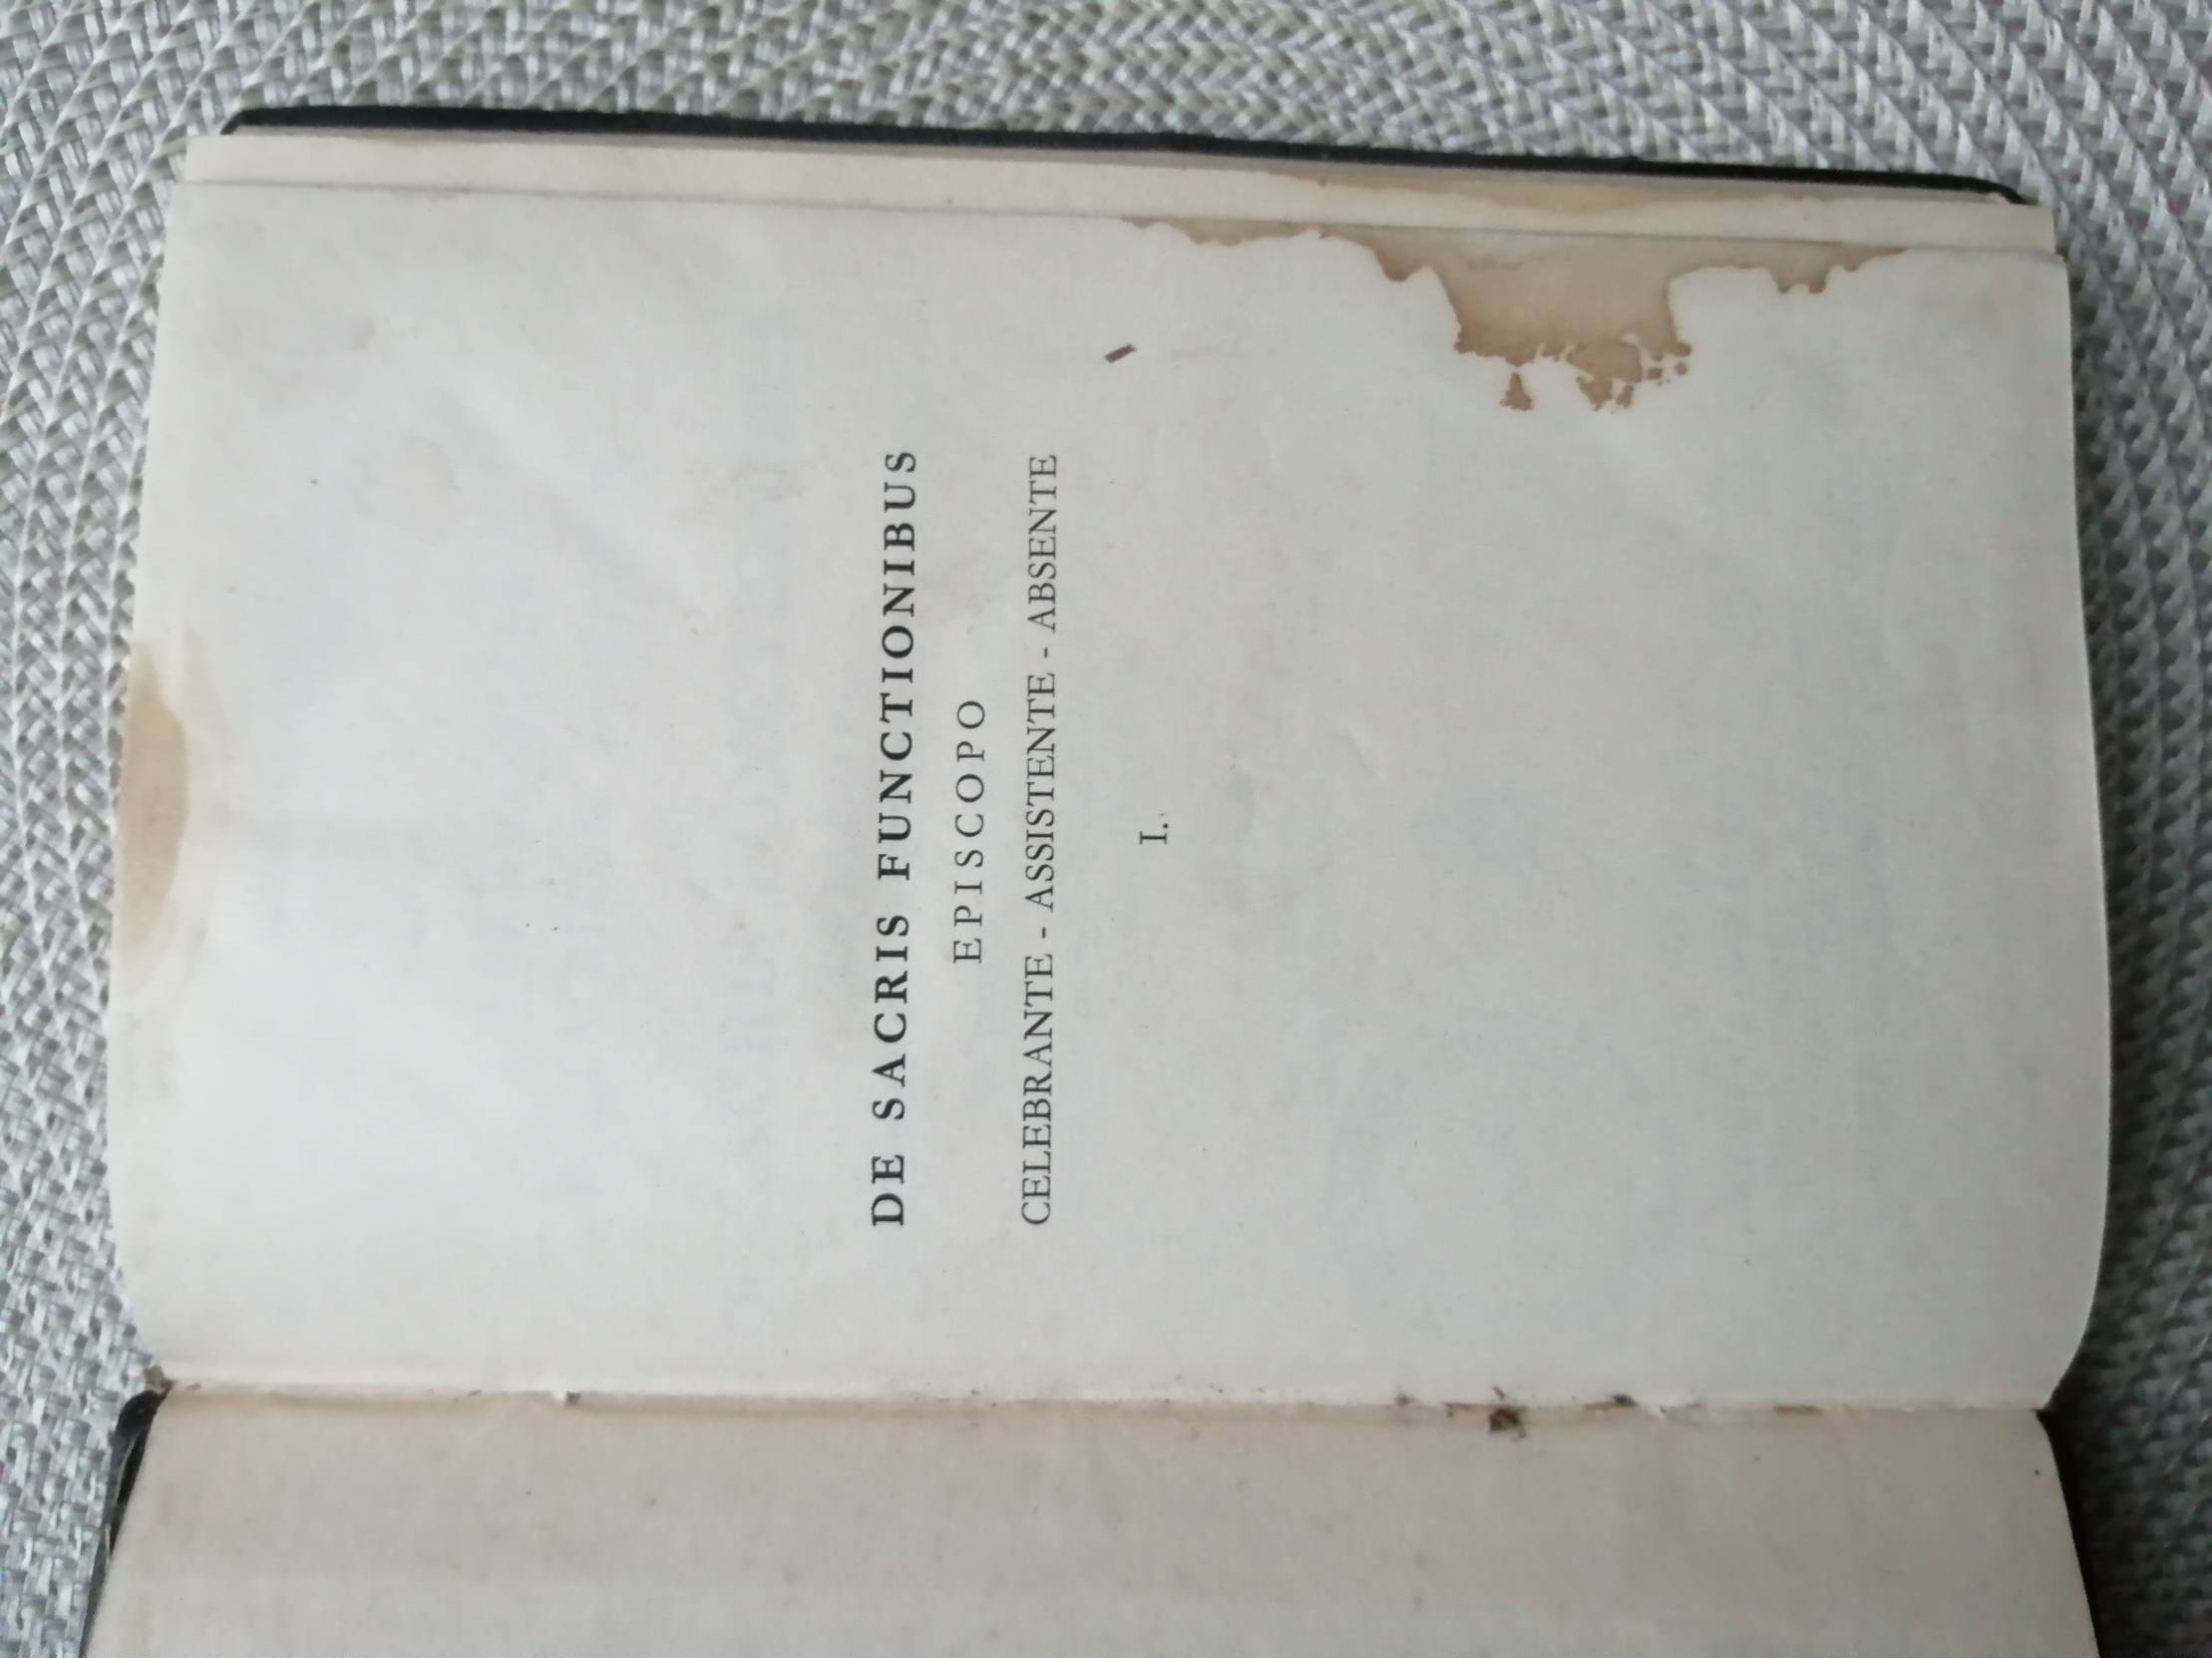 DE SACRIS FUNCTIONIBUS
EPISCOPO
CELEBRANTE - ASSISTENTE - ABSENTE
I.